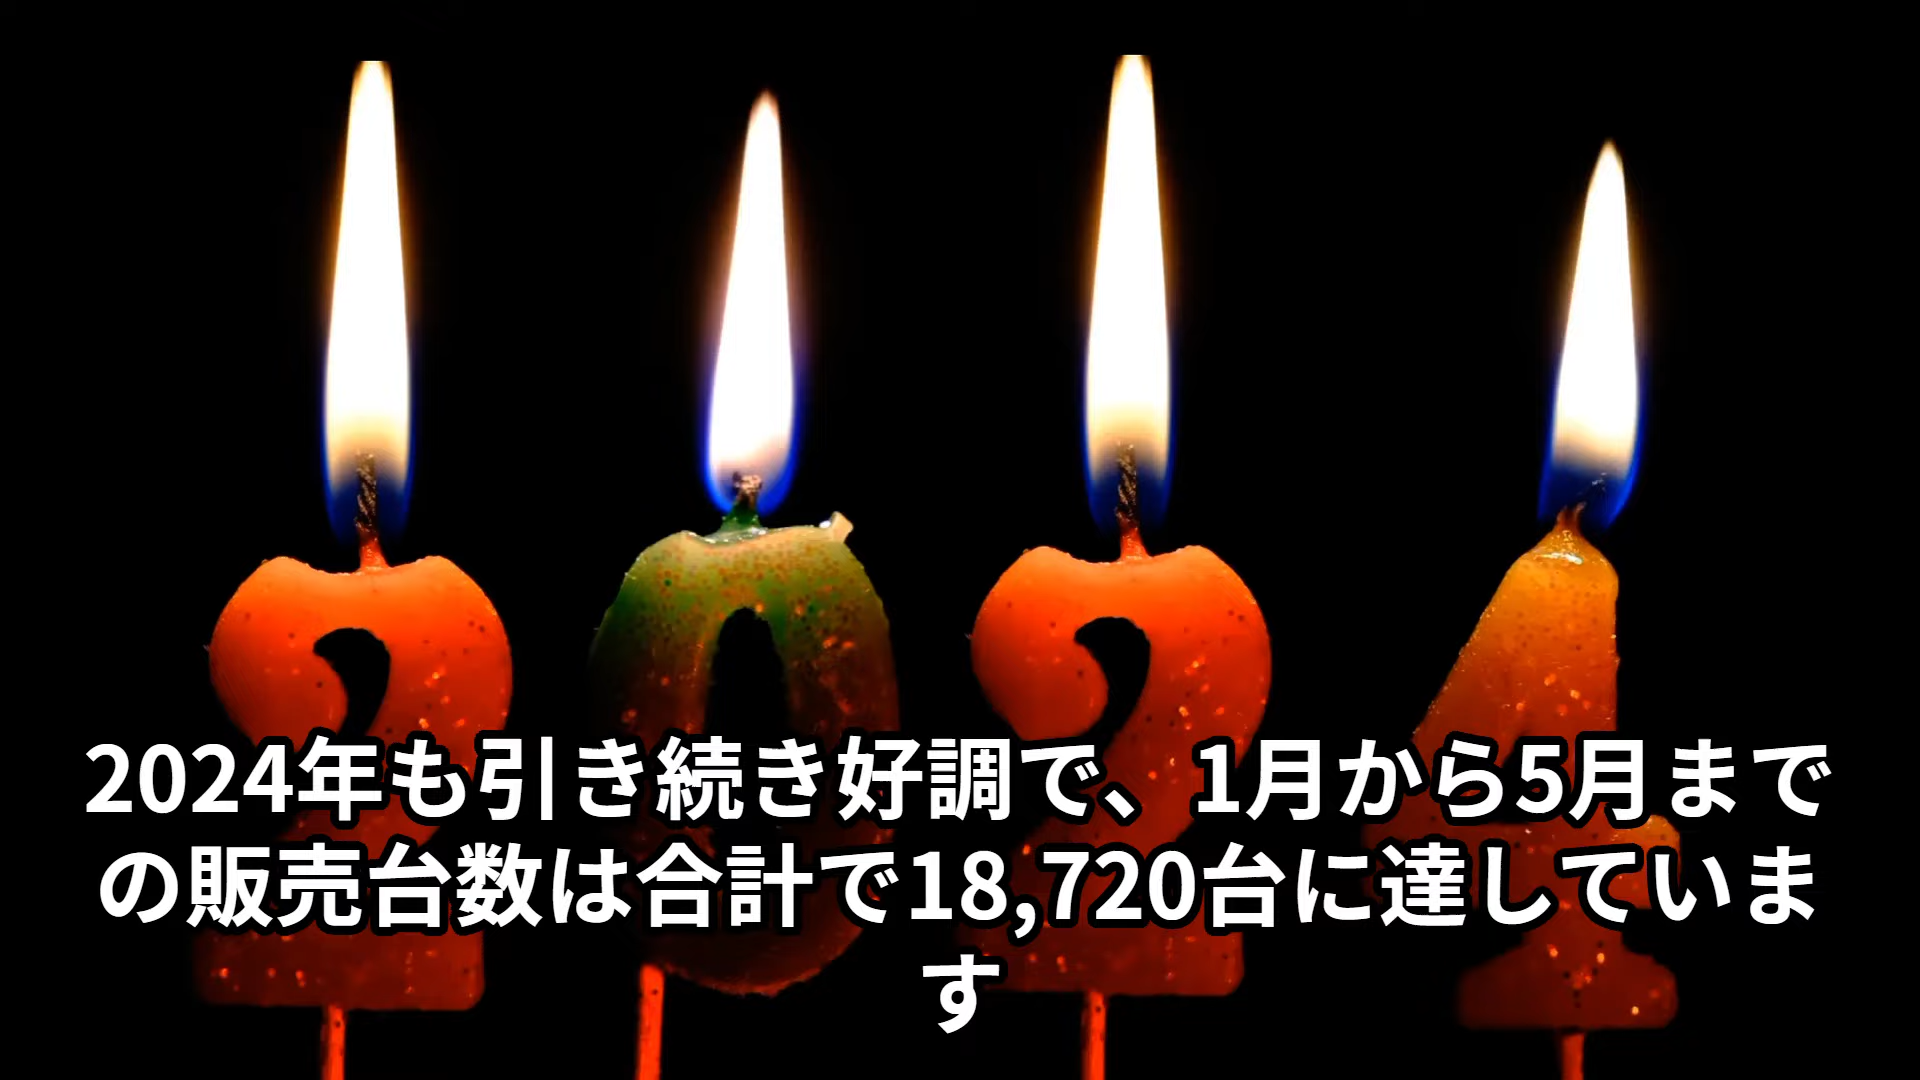 2024
2024年も引き続き好調で、1月から5月まで
の販売台数は合計で18,720台に達していま
す